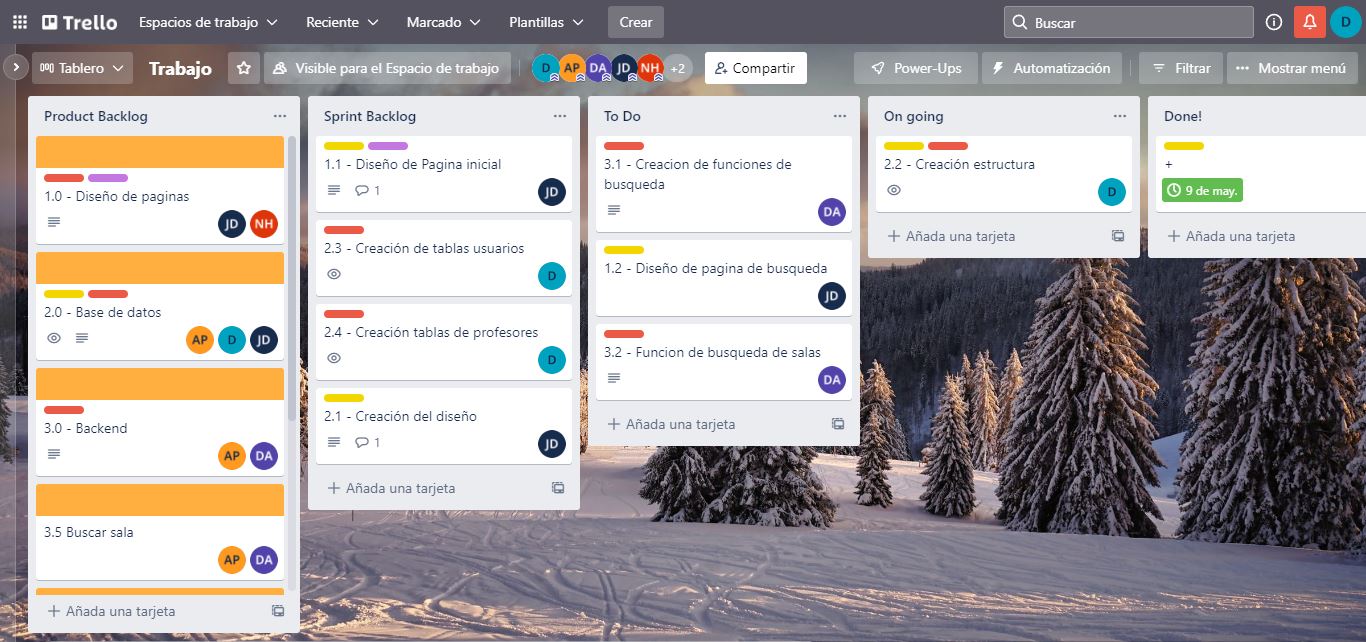 Trello Espacios de trabajo Reciente Marcado Plantillas Crear Buscar D
Tablero Trabajo Visible para el Espacio de trabajo D AP DA JD NH +2 Compartir Power-Ups Automatización Filtrar Mostrar menú
Product Backlog
1.0 - Diseño de paginas
JD NH
2.0 - Base de datos
AP D JD
3.0 - Backend
AP DA
3.5 Buscar sala
AP DA
+ Añada una tarjeta
Sprint Backlog
1.1 - Diseño de Pagina inicial
1 JD
2.3 - Creación de tablas usuarios
D
2.4 - Creación tablas de profesores
D
2.1 - Creación del diseño
1 JD
+ Añada una tarjeta
To Do
3.1 - Creacion de funciones de
busqueda
DA
1.2 - Diseño de pagina de busqueda
JD
3.2 - Funcion de busqueda de salas
DA
+ Añada una tarjeta
On going
2.2 - Creación estructura
D
+ Añada una tarjeta
Done!
+
9 de may.
+ Añada una tarjeta